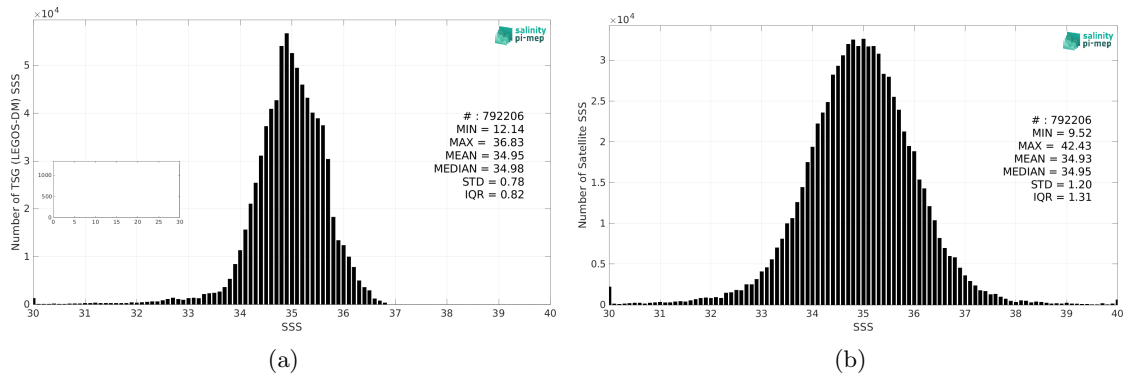 ×10⁴
salinity
pi-mep
Number of TSG (LEGOS-DM) SSS
5
4
3
2
1
0
# : 792206
MIN = 12.14
MAX = 36.83
MEAN = 34.95
MEDIAN = 34.98
STD = 0.78
IQR = 0.82
1000
500
0
0 5 10 15 20 25 30
30 31 32 33 34 35 36 37 38 39 40
SSS
(a)
×10⁴
salinity
pi-mep
Number of Satellite SSS
3
2.5
2
1.5
1
0.5
0
# : 792206
MIN = 9.52
MAX = 42.43
MEAN = 34.93
MEDIAN = 34.95
STD = 1.20
IQR = 1.31
30 31 32 33 34 35 36 37 38 39 40
SSS
(b)